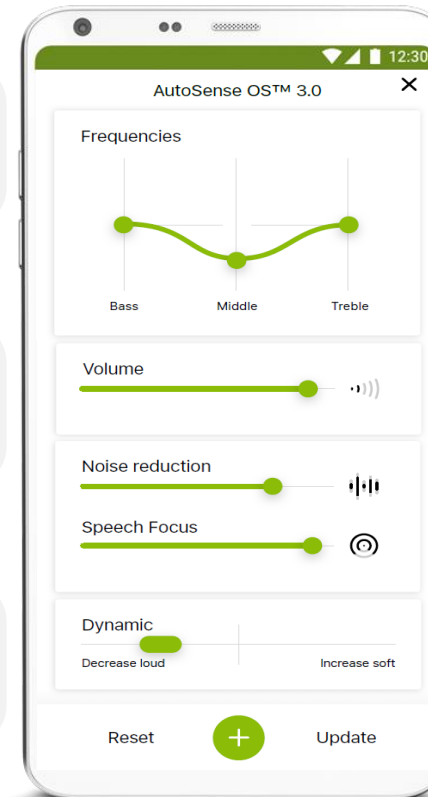 12:30
AutoSense OS™ 3.0
Frequencies
Bass Middle Treble
Volume
Noise reduction
Speech Focus
Dynamic
Decrease loud Increase soft
Reset + Update